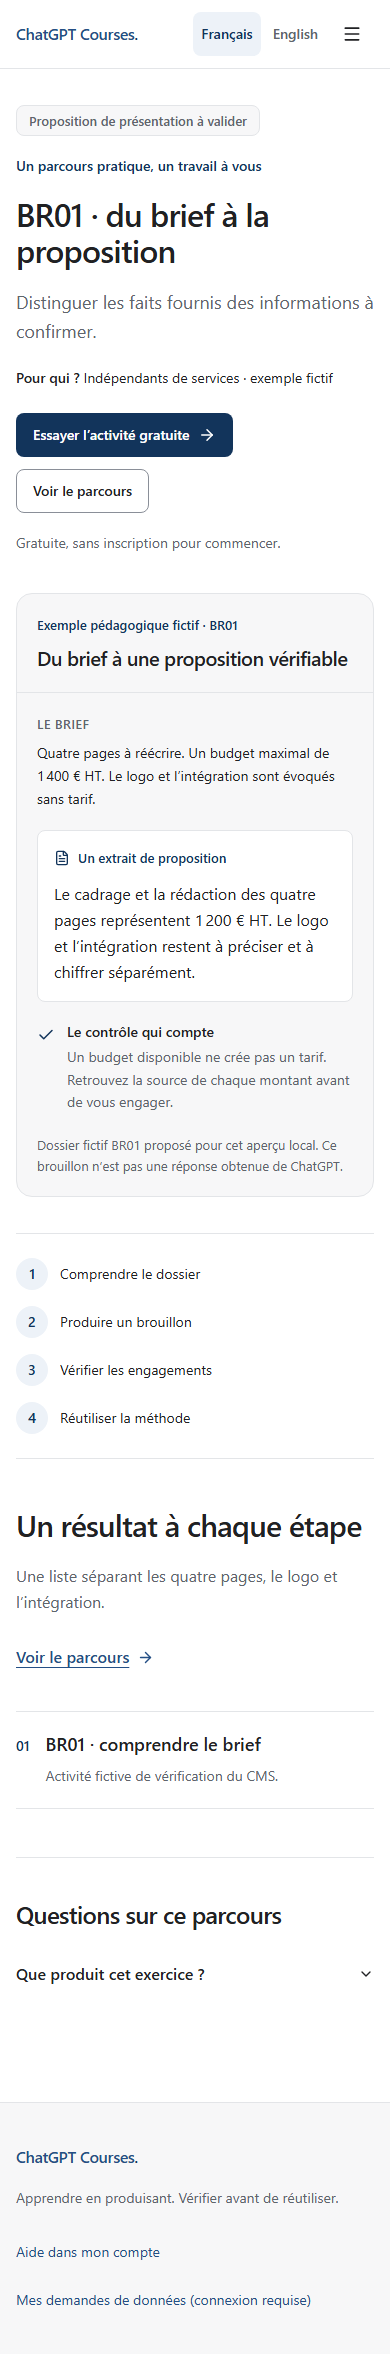 ChatGPT Courses.
Français
English
Proposition de présentation à valider
Un parcours pratique, un travail à vous
BR01 · du brief à la
proposition
Distinguer les faits fournis des informations à
confirmer.
Pour qui ? Indépendants de services · exemple fictif
Essayer l’activité gratuite
Voir le parcours
Gratuite, sans inscription pour commencer.
Exemple pédagogique fictif · BR01
Du brief à une proposition vérifiable
LE BRIEF
Quatre pages à réécrire. Un budget maximal de
1 400 € HT. Le logo et l’intégration sont évoqués
sans tarif.
Un extrait de proposition
Le cadrage et la rédaction des quatre
pages représentent 1 200 € HT. Le logo
et l’intégration restent à préciser et à
chiffrer séparément.
Le contrôle qui compte
Un budget disponible ne crée pas un tarif.
Retrouvez la source de chaque montant avant
de vous engager.
Dossier fictif BR01 proposé pour cet aperçu local. Ce
brouillon n’est pas une réponse obtenue de ChatGPT.
1 Comprendre le dossier
2 Produire un brouillon
3 Vérifier les engagements
4 Réutiliser la méthode
Un résultat à chaque étape
Une liste séparant les quatre pages, le logo et
l’intégration.
Voir le parcours
01 BR01 · comprendre le brief
Activité fictive de vérification du CMS.
Questions sur ce parcours
Que produit cet exercice ?
ChatGPT Courses.
Apprendre en produisant. Vérifier avant de réutiliser.
Aide dans mon compte
Mes demandes de données (connexion requise)